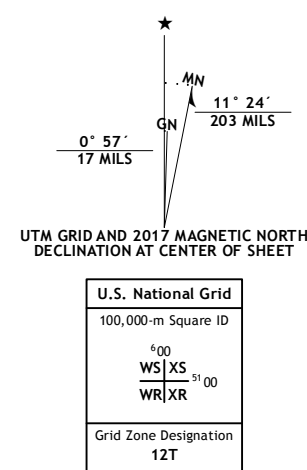 ★
MN
11° 24´
203 MILS
GN
0° 57´
17 MILS
UTM GRID AND 2017 MAGNETIC NORTH
DECLINATION AT CENTER OF SHEET
U.S. National Grid
100,000-m Square ID
⁶00
WS XS
⁵¹00
WR XR
Grid Zone Designation
12T